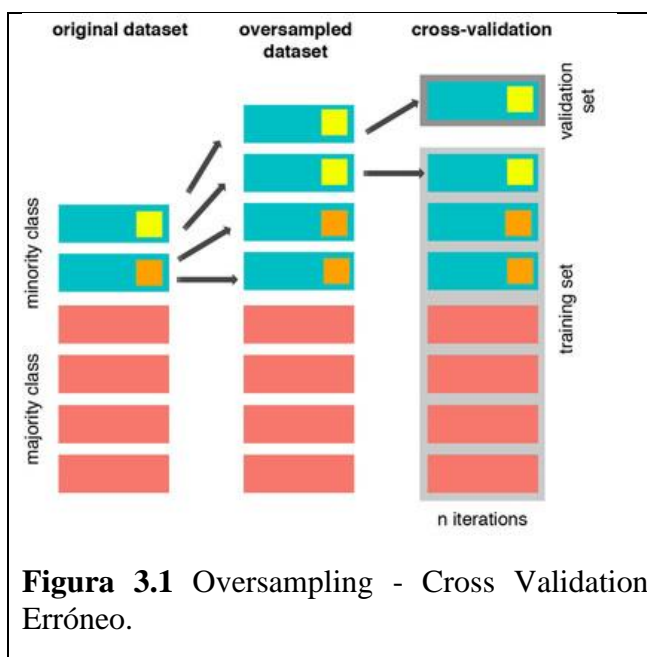 original dataset
oversampled
dataset
cross-validation
validation
set
minority class
majority class
training set
n iterations
Figura 3.1 Oversampling - Cross Validation
Erróneo.